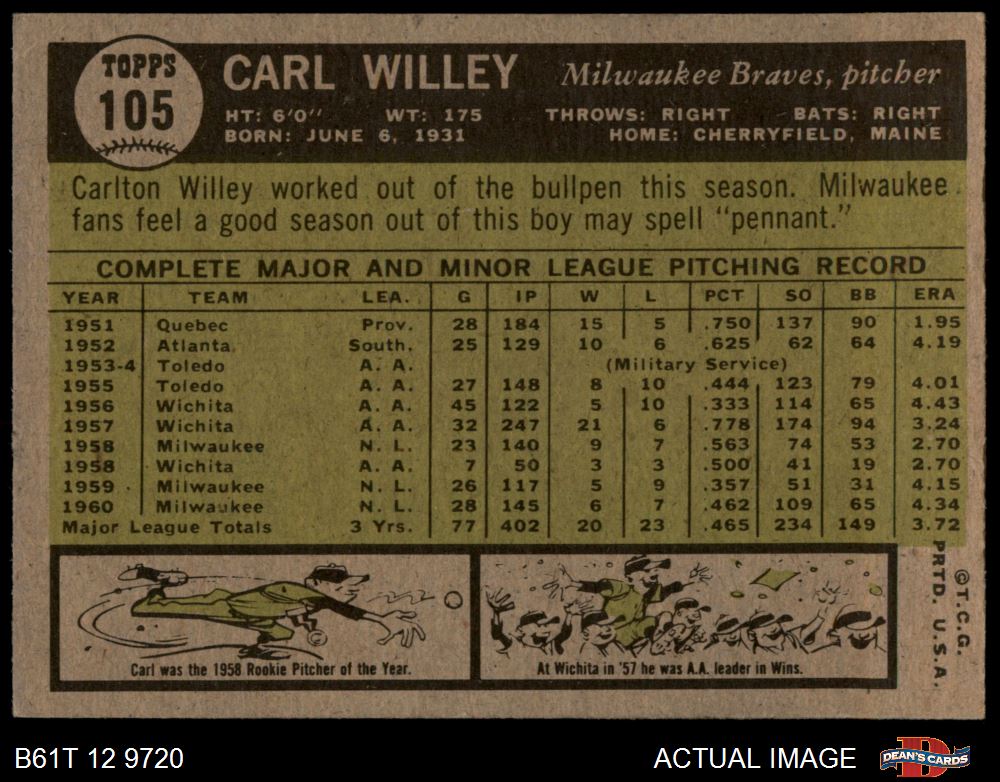 TOPPS
105
CARL WILLEY Milwaukee Braves, pitcher
HT: 6'0" WT: 175 THROWS: RIGHT BATS: RIGHT
BORN: JUNE 6, 1931 HOME: CHERRYFIELD, MAINE
Carlton Willey worked out of the bullpen this season. Milwaukee
fans feel a good season out of this boy may spell "pennant."
COMPLETE MAJOR AND MINOR LEAGUE PITCHING RECORD
YEAR TEAM LEA. G IP W L PCT SO BB ERA
1951 Quebec Prov. 28 184 15 5 .750 137 90 1.95
1952 Atlanta South. 25 129 10 6 .625 62 64 4.19
1953-4 Toledo A. A. (Military Service)
1955 Toledo A. A. 27 148 8 10 .444 123 79 4.01
1956 Wichita A. A. 45 122 5 10 .333 114 65 4.43
1957 Wichita A. A. 32 247 21 6 .778 174 94 3.24
1958 Milwaukee N. L. 23 140 9 7 .563 74 53 2.70
1958 Wichita A. A. 7 50 3 3 .500 41 19 2.70
1959 Milwaukee N. L. 26 117 5 9 .357 51 31 4.15
1960 Milwaukee N. L. 28 145 6 7 .462 109 65 4.34
Major League Totals 3 Yrs. 77 402 20 23 .465 234 149 3.72
Carl was the 1958 Rookie Pitcher of the Year.
At Wichita in '57 he was A.A. leader in Wins.
©T.C.G.
PRTD. U.S.A.
B61T 12 9720 ACTUAL IMAGE
DEAN'S CARDS